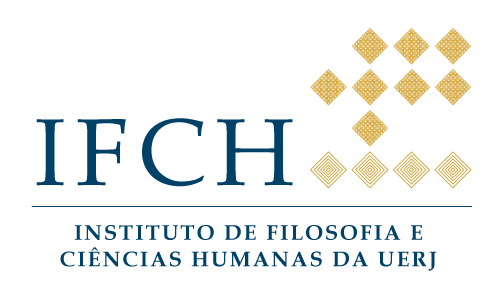 IFCH
INSTITUTO DE FILOSOFIA E
CIÊNCIAS HUMANAS DA UERJ